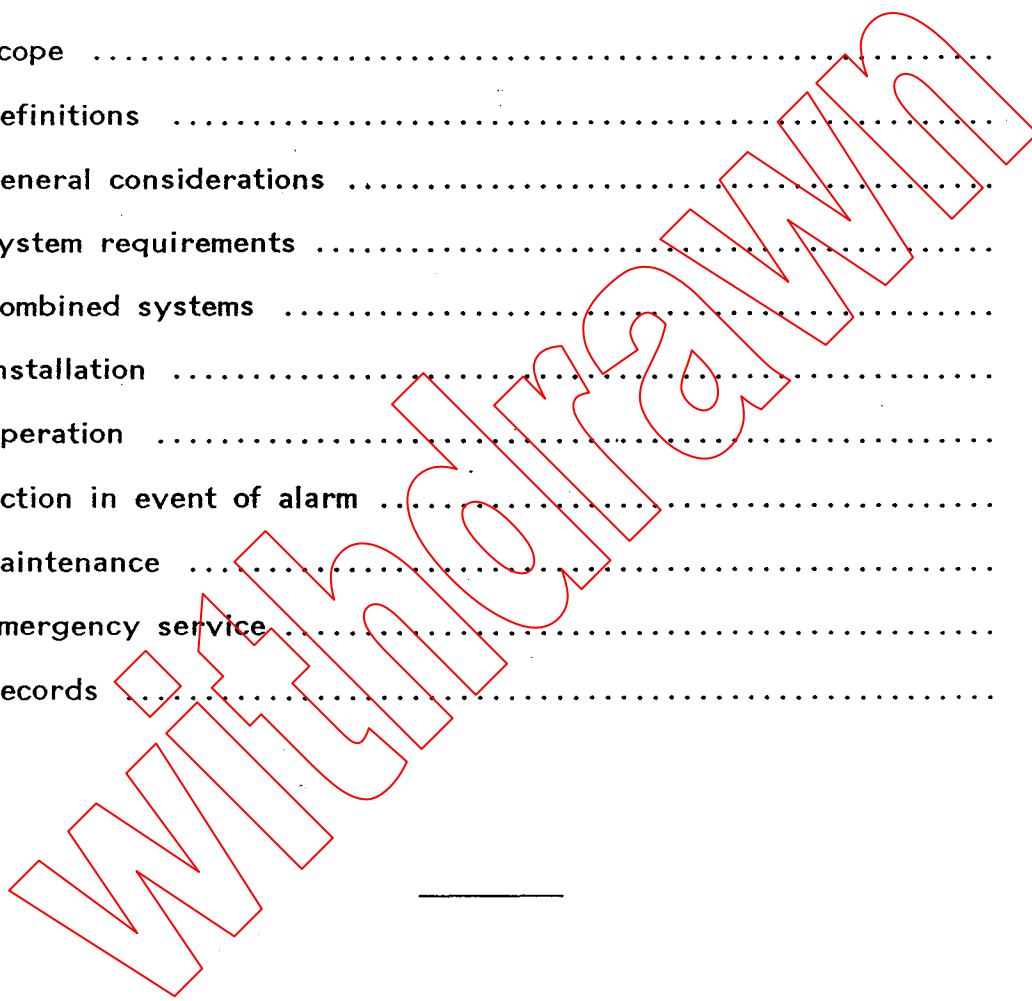 cope ........................................................
efinitions ...................................................
eneral considerations ........................................
ystem requirements ..........................................
ombined systems ............................................
nstallation ...................................................
peration .....................................................
ction in event of alarm .......................................
aintenance ...................................................
mergency service .............................................
ecords .......................................................
withdrawn